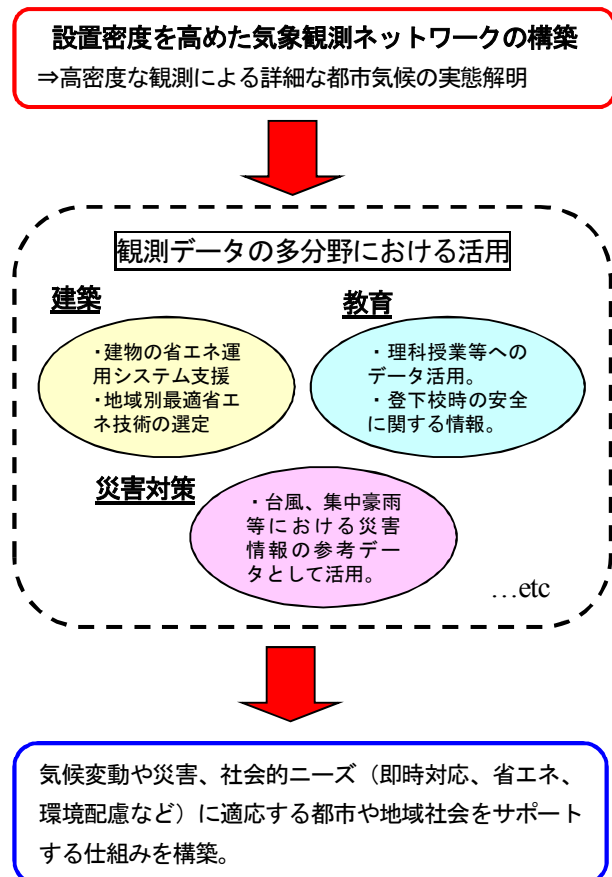 設置密度を高めた気象観測ネットワークの構築
⇒高密度な観測による詳細な都市気候の実態解明
観測データの多分野における活用
建築
・建物の省エネ運
用システム支援
・地域別最適省エ
ネ技術の選定
教育
・理科授業等への
データ活用。
・登下校時の安全
に関する情報。
災害対策
・台風、集中豪雨
等における災害
情報の参考デー
タとして活用。
…etc
気候変動や災害、社会的ニーズ（即時対応、省エネ、
環境配慮など）に適応する都市や地域社会をサポート
する仕組みを構築。